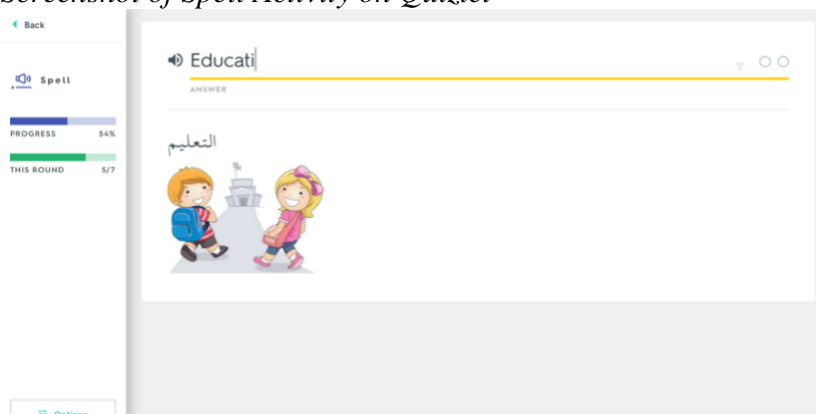 Screenshot of Spell Activity on Quizlet
Back
Spell
PROGRESS 54%
THIS ROUND 5/7
Educati
ANSWER
التعليم
Options